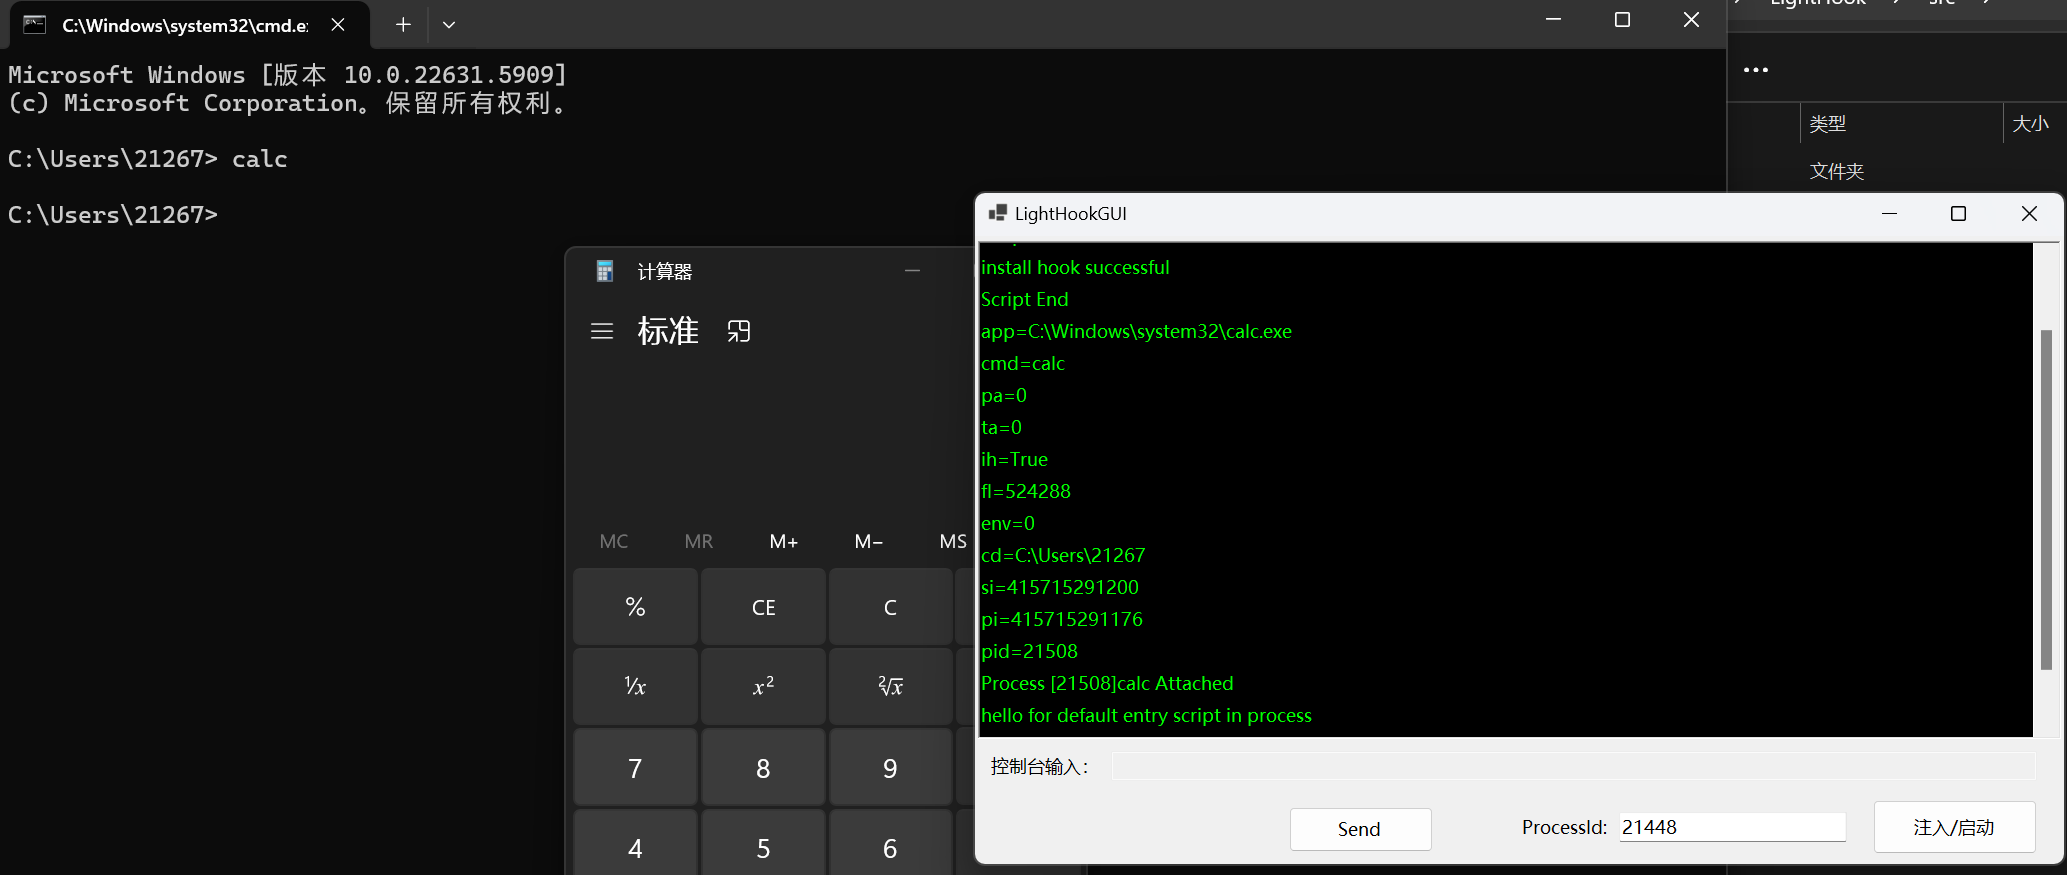 C:\Windows\system32\cmd.e
Microsoft Windows [版本 10.0.22631.5909]
(c) Microsoft Corporation。保留所有权利。
C:\Users\21267> calc
C:\Users\21267>
LightHook
src
类型
大小
文件夹
计算器
标准
MC
MR
M+
M−
MS
%
CE
C
¹⁄x
x²
²√x
7
8
9
4
5
6
LightHookGUI
install hook successful
Script End
app=C:\Windows\system32\calc.exe
cmd=calc
pa=0
ta=0
ih=True
fl=524288
env=0
cd=C:\Users\21267
si=415715291200
pi=415715291176
pid=21508
Process [21508]calc Attached
hello for default entry script in process
控制台输入：
Send
ProcessId:
21448
注入/启动